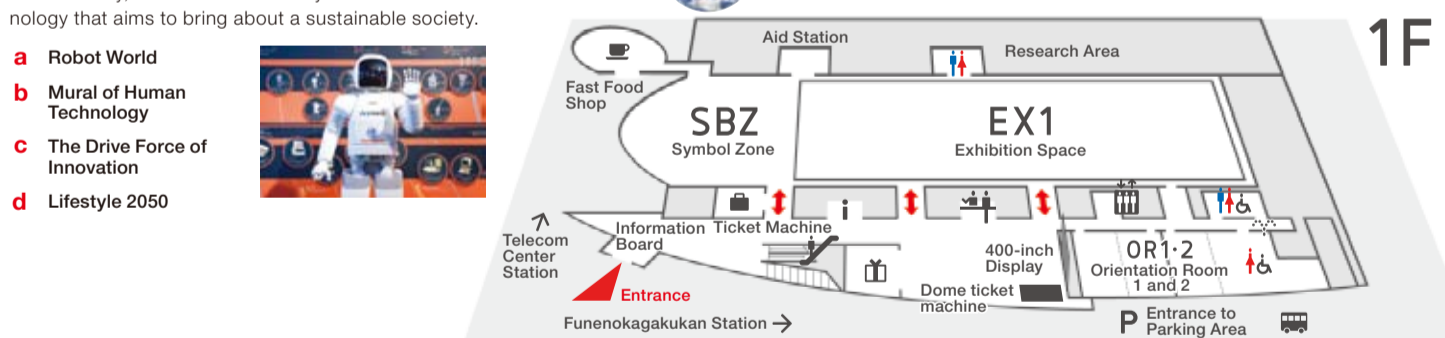 nology that aims to bring about a sustainable society.
a Robot World
b Mural of Human
Technology
c The Drive Force of
Innovation
d Lifestyle 2050
1F
Aid Station
Research Area
Fast Food
Shop
SBZ
Symbol Zone
EX1
Exhibition Space
Telecom
Center
Station
Information
Board
Ticket Machine
i
400-inch
Display
OR1·2
Orientation Room
1 and 2
Dome ticket
machine
Entrance
Funenokagakukan Station →
P Entrance to
Parking Area